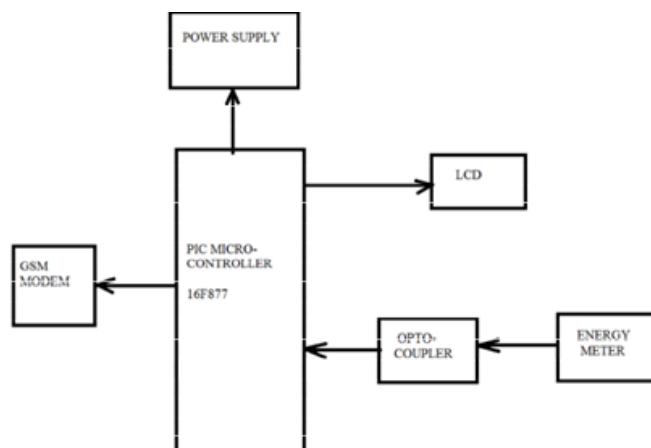 POWER SUPPLY
LCD
PIC MICRO-
CONTROLLER
16F877
GSM
MODEM
OPTO-
COUPLER
ENERGY
METER